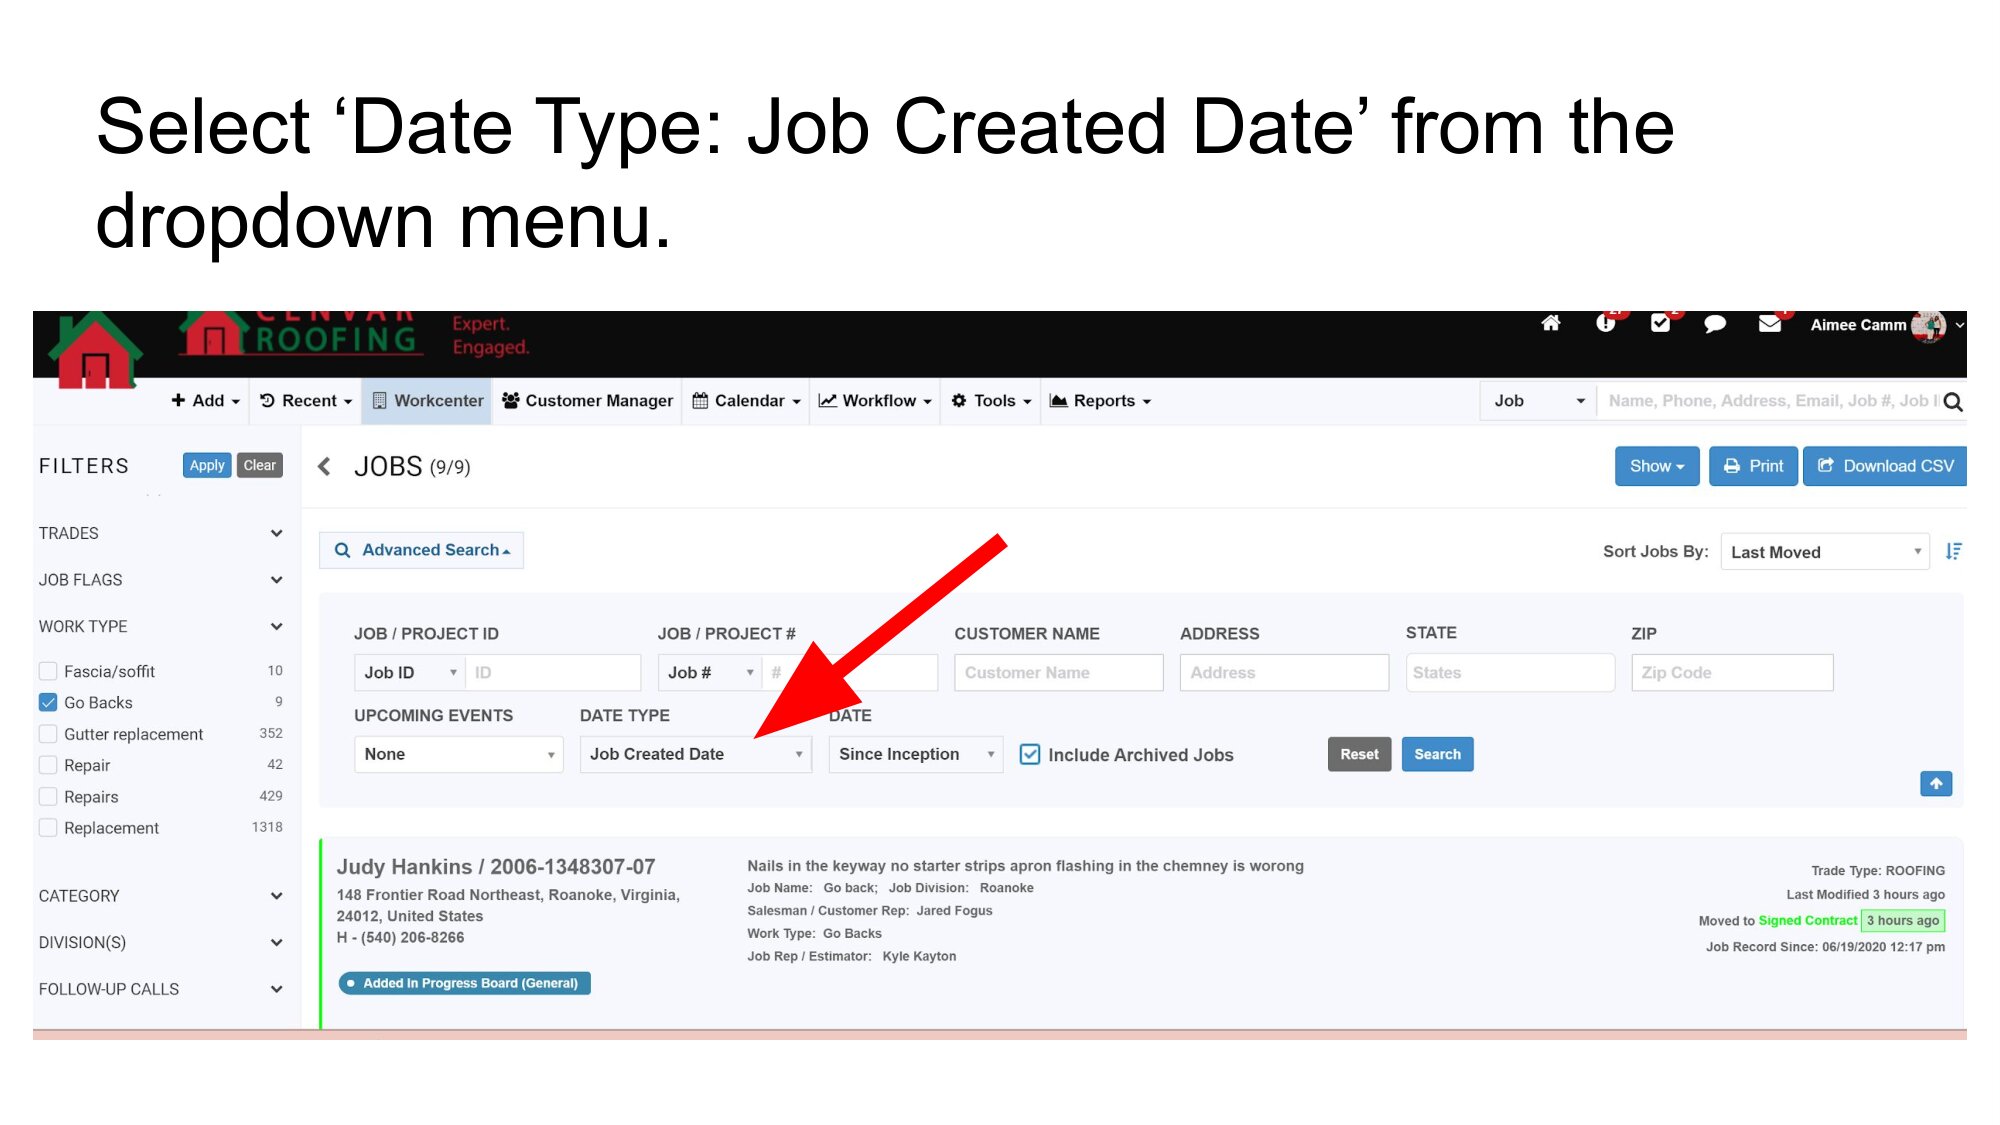 Select ‘Date Type: Job Created Date’ from the
dropdown menu.
ROOFING
Expert.
Engaged.
Aimee Camm
Add
Recent
Workcenter
Customer Manager
Calendar
Workflow
Tools
Reports
Job
Name, Phone, Address, Email, Job #, Job I
FILTERS
Apply
Clear
JOBS (9/9)
Show
Print
Download CSV
TRADES
JOB FLAGS
WORK TYPE
Fascia/soffit 10
Go Backs 9
Gutter replacement 352
Repair 42
Repairs 429
Replacement 1318
CATEGORY
DIVISION(S)
FOLLOW-UP CALLS
Advanced Search
Sort Jobs By: Last Moved
JOB / PROJECT ID
JOB / PROJECT #
CUSTOMER NAME
ADDRESS
STATE
ZIP
Job ID
ID
Job #
#
Customer Name
Address
States
Zip Code
UPCOMING EVENTS
DATE TYPE
DATE
None
Job Created Date
Since Inception
Include Archived Jobs
Reset
Search
Judy Hankins / 2006-1348307-07
148 Frontier Road Northeast, Roanoke, Virginia,
24012, United States
H - (540) 206-8266
Added In Progress Board (General)
Nails in the keyway no starter strips apron flashing in the chemney is worong
Job Name: Go back; Job Division: Roanoke
Salesman / Customer Rep: Jared Fogus
Work Type: Go Backs
Job Rep / Estimator: Kyle Kayton
Trade Type: ROOFING
Last Modified 3 hours ago
Moved to Signed Contract 3 hours ago
Job Record Since: 06/19/2020 12:17 pm